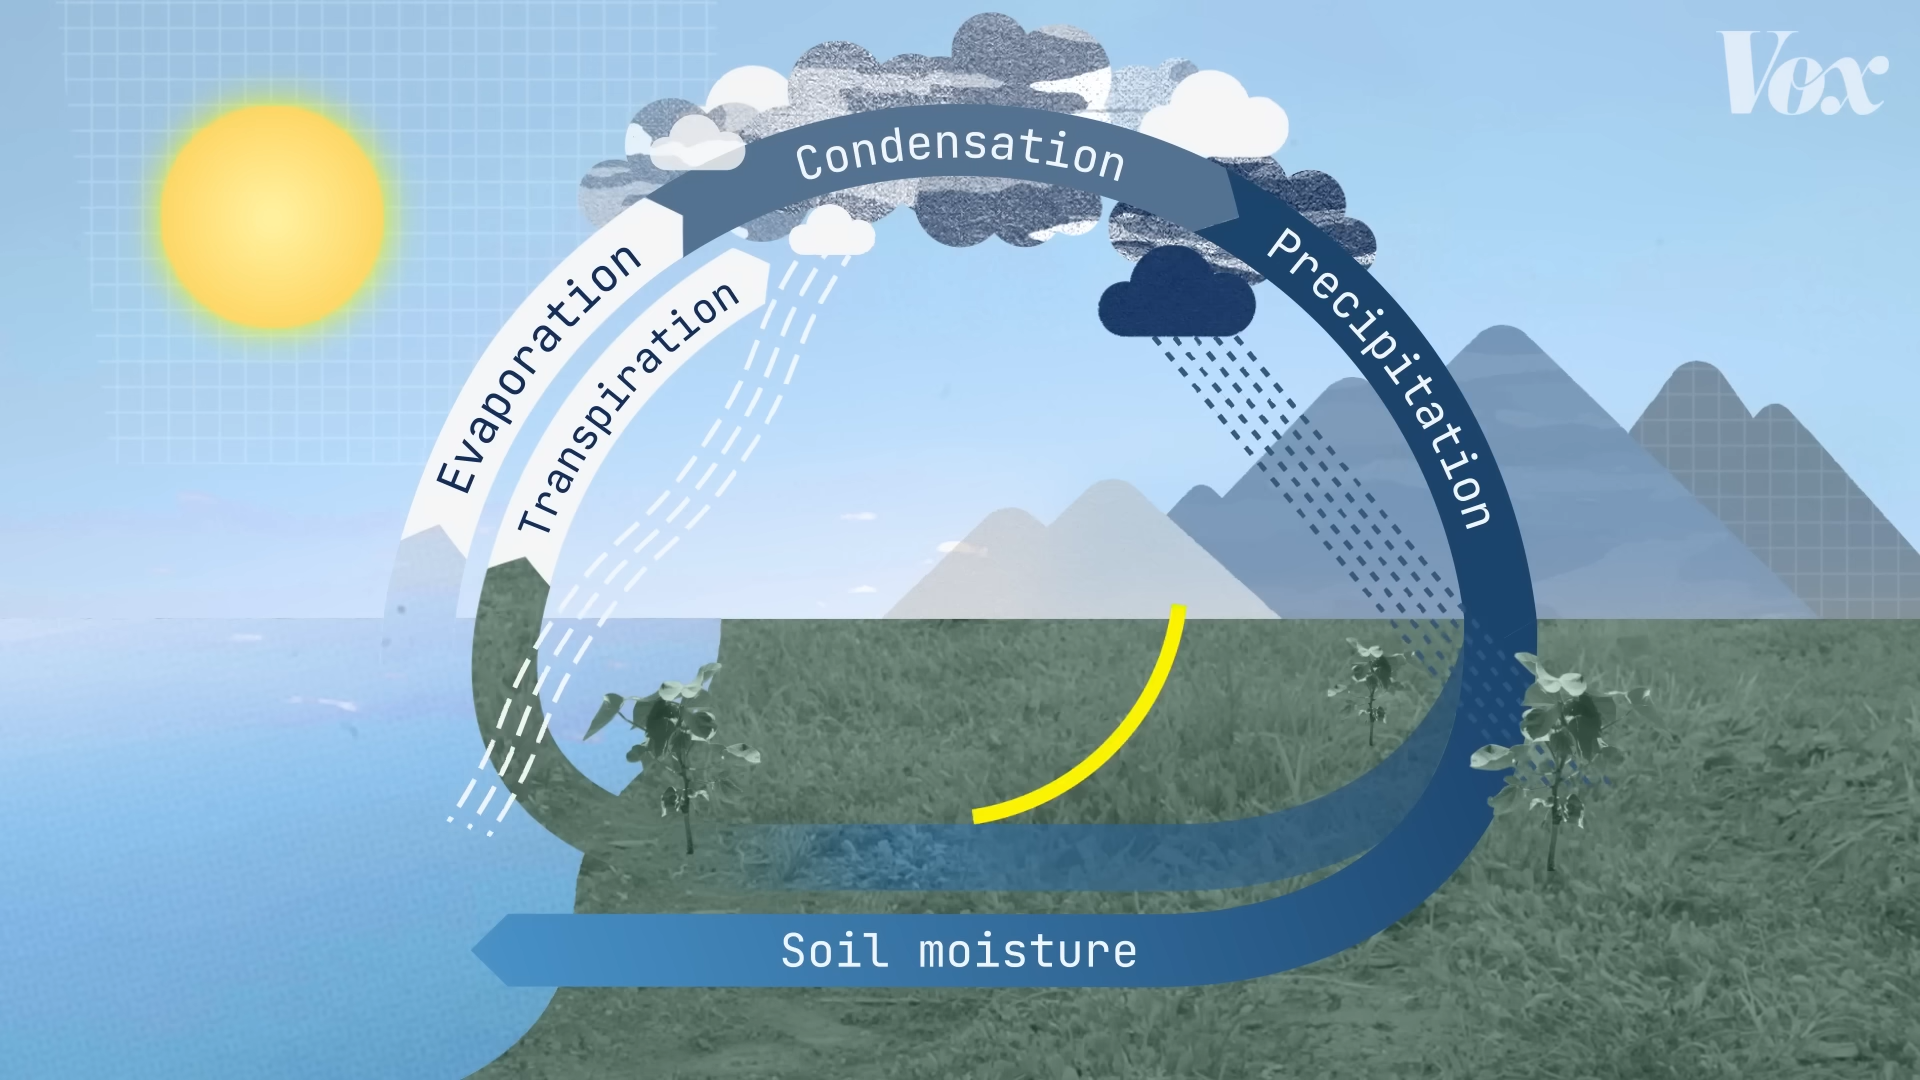 Vox
Condensation
Evaporation
Transpiration
Precipitation
Soil moisture